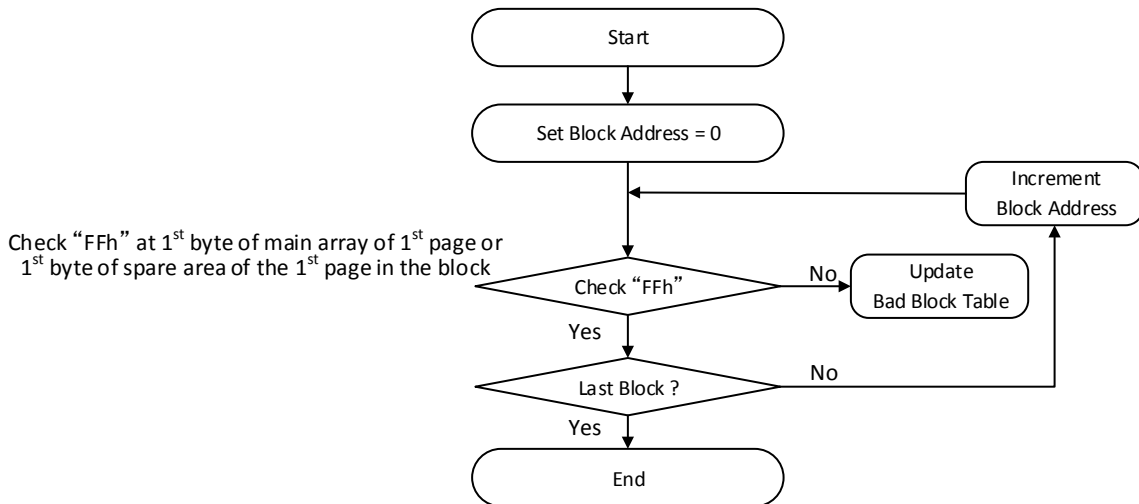 Start
Set Block Address = 0
Increment
Block Address
Check “FFh” at 1st byte of main array of 1st page or
1st byte of spare area of the 1st page in the block
Check “FFh”
No
Update
Bad Block Table
Yes
Last Block ?
No
Yes
End